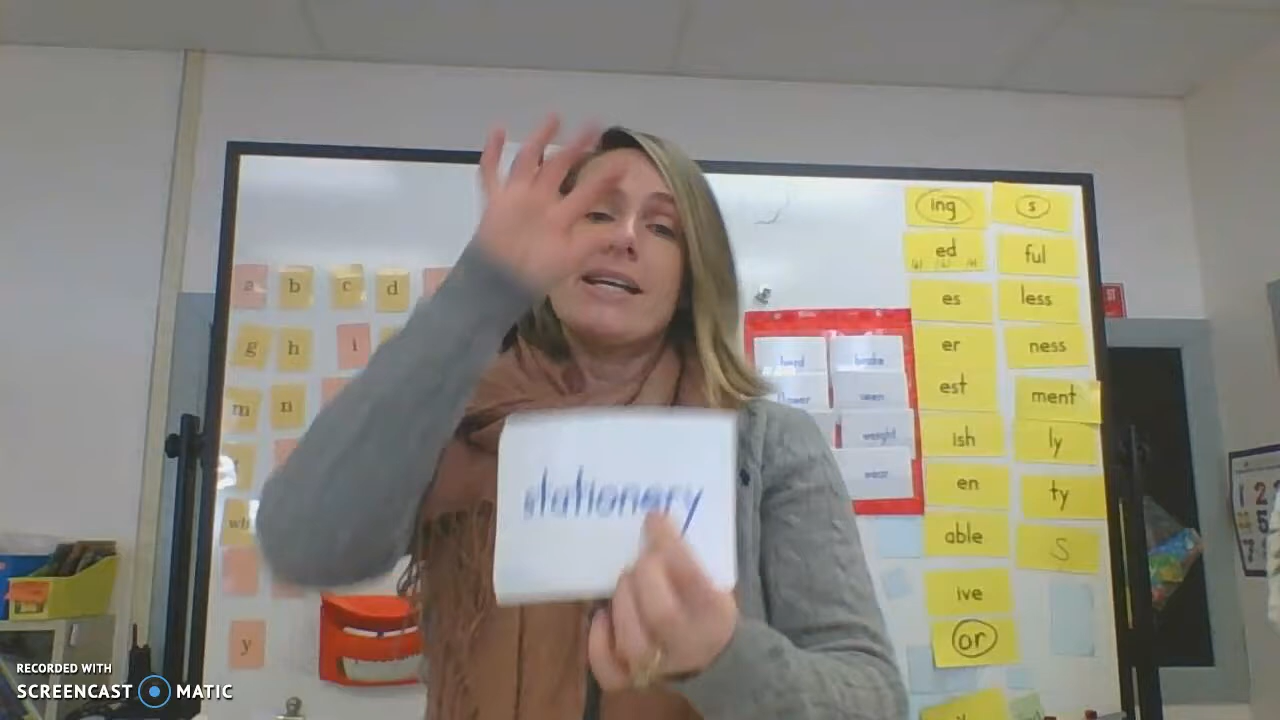 stationery
a b c d
g h i
m n
y
ing s
ed ful
es less
er ness
est ment
ish ly
en ty
able S
ive
or
weight
RECORDED WITH
SCREENCAST MATIC